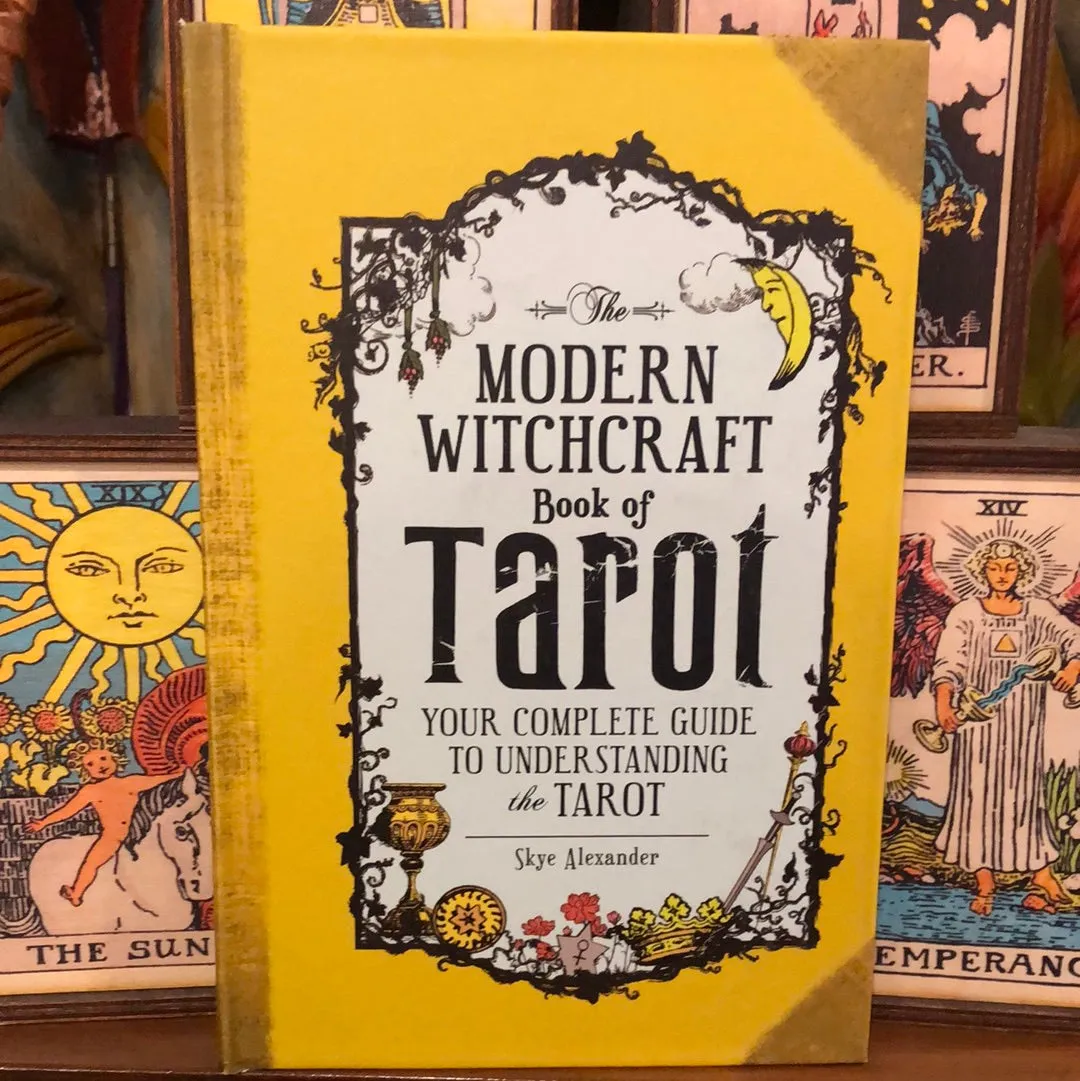 The
MODERN
WITCHCRAFT
Book of
Tarot
YOUR COMPLETE GUIDE
TO UNDERSTANDING
the TAROT
Skye Alexander
ER.
XIX
THE SUN
XIV
EMPERANC